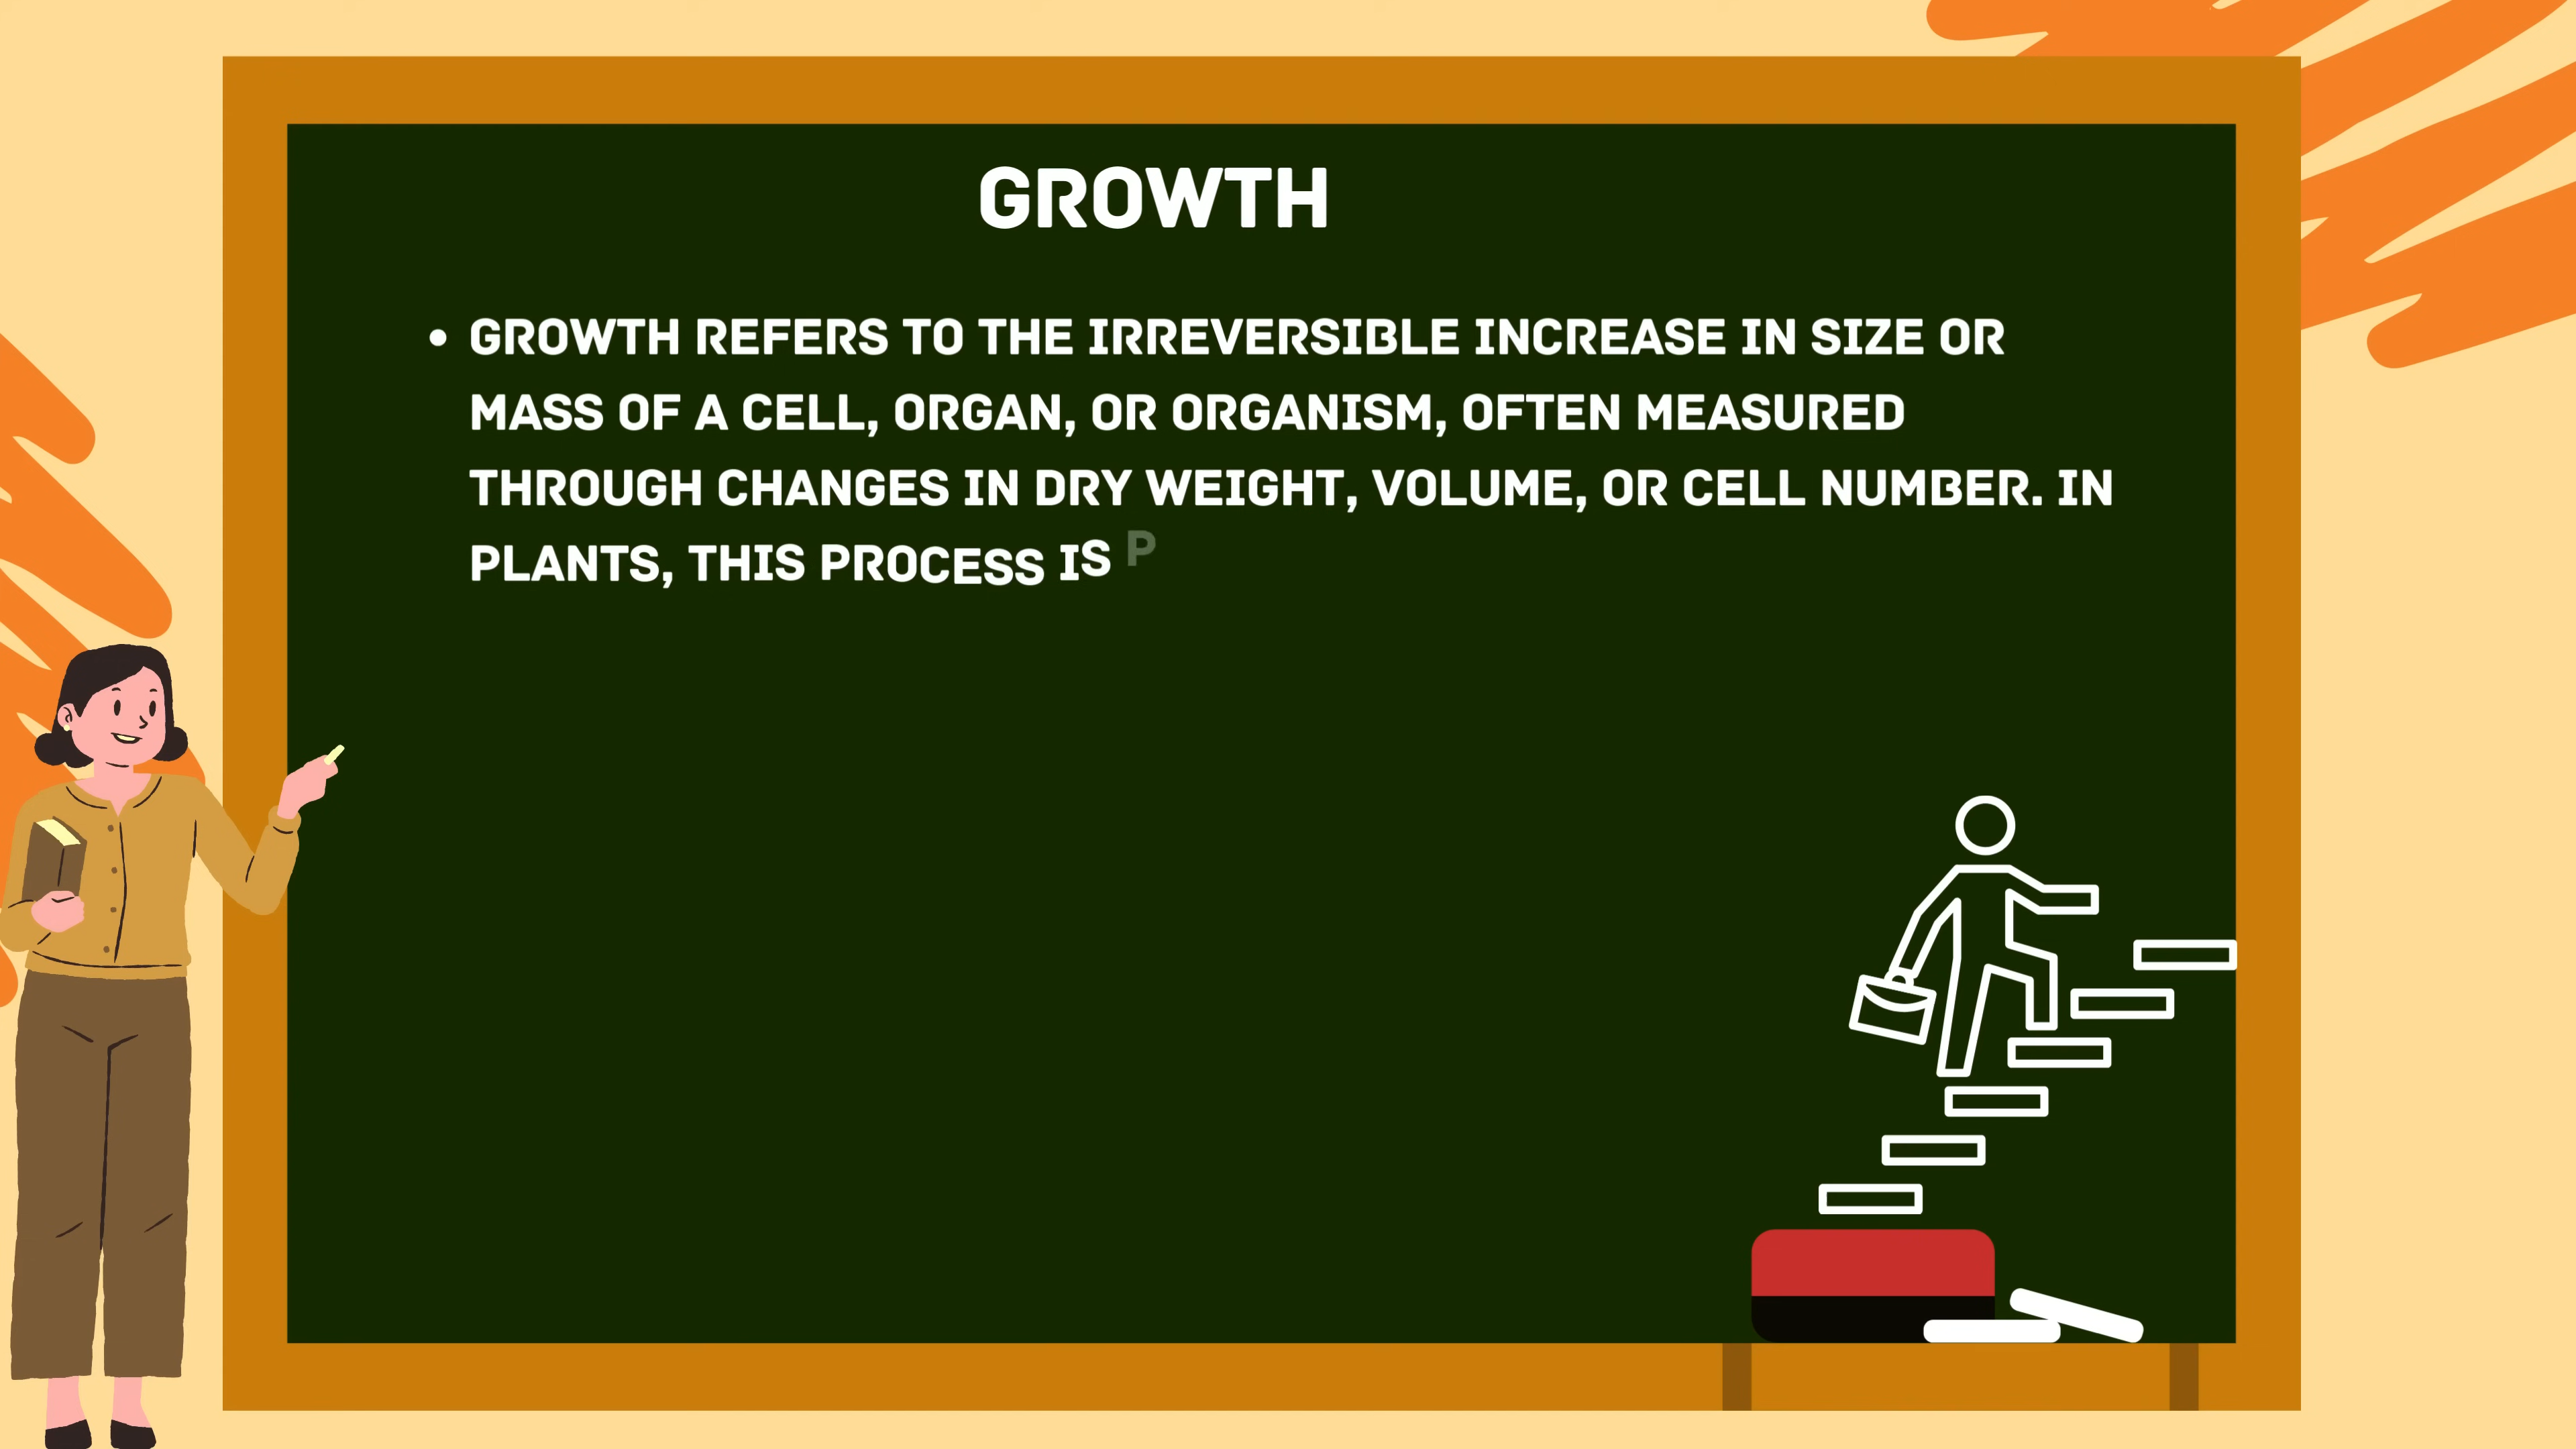 GROWTH
• GROWTH REFERS TO THE IRREVERSIBLE INCREASE IN SIZE OR
MASS OF A CELL, ORGAN, OR ORGANISM, OFTEN MEASURED
THROUGH CHANGES IN DRY WEIGHT, VOLUME, OR CELL NUMBER. IN
PLANTS, THIS PROCESS IS P